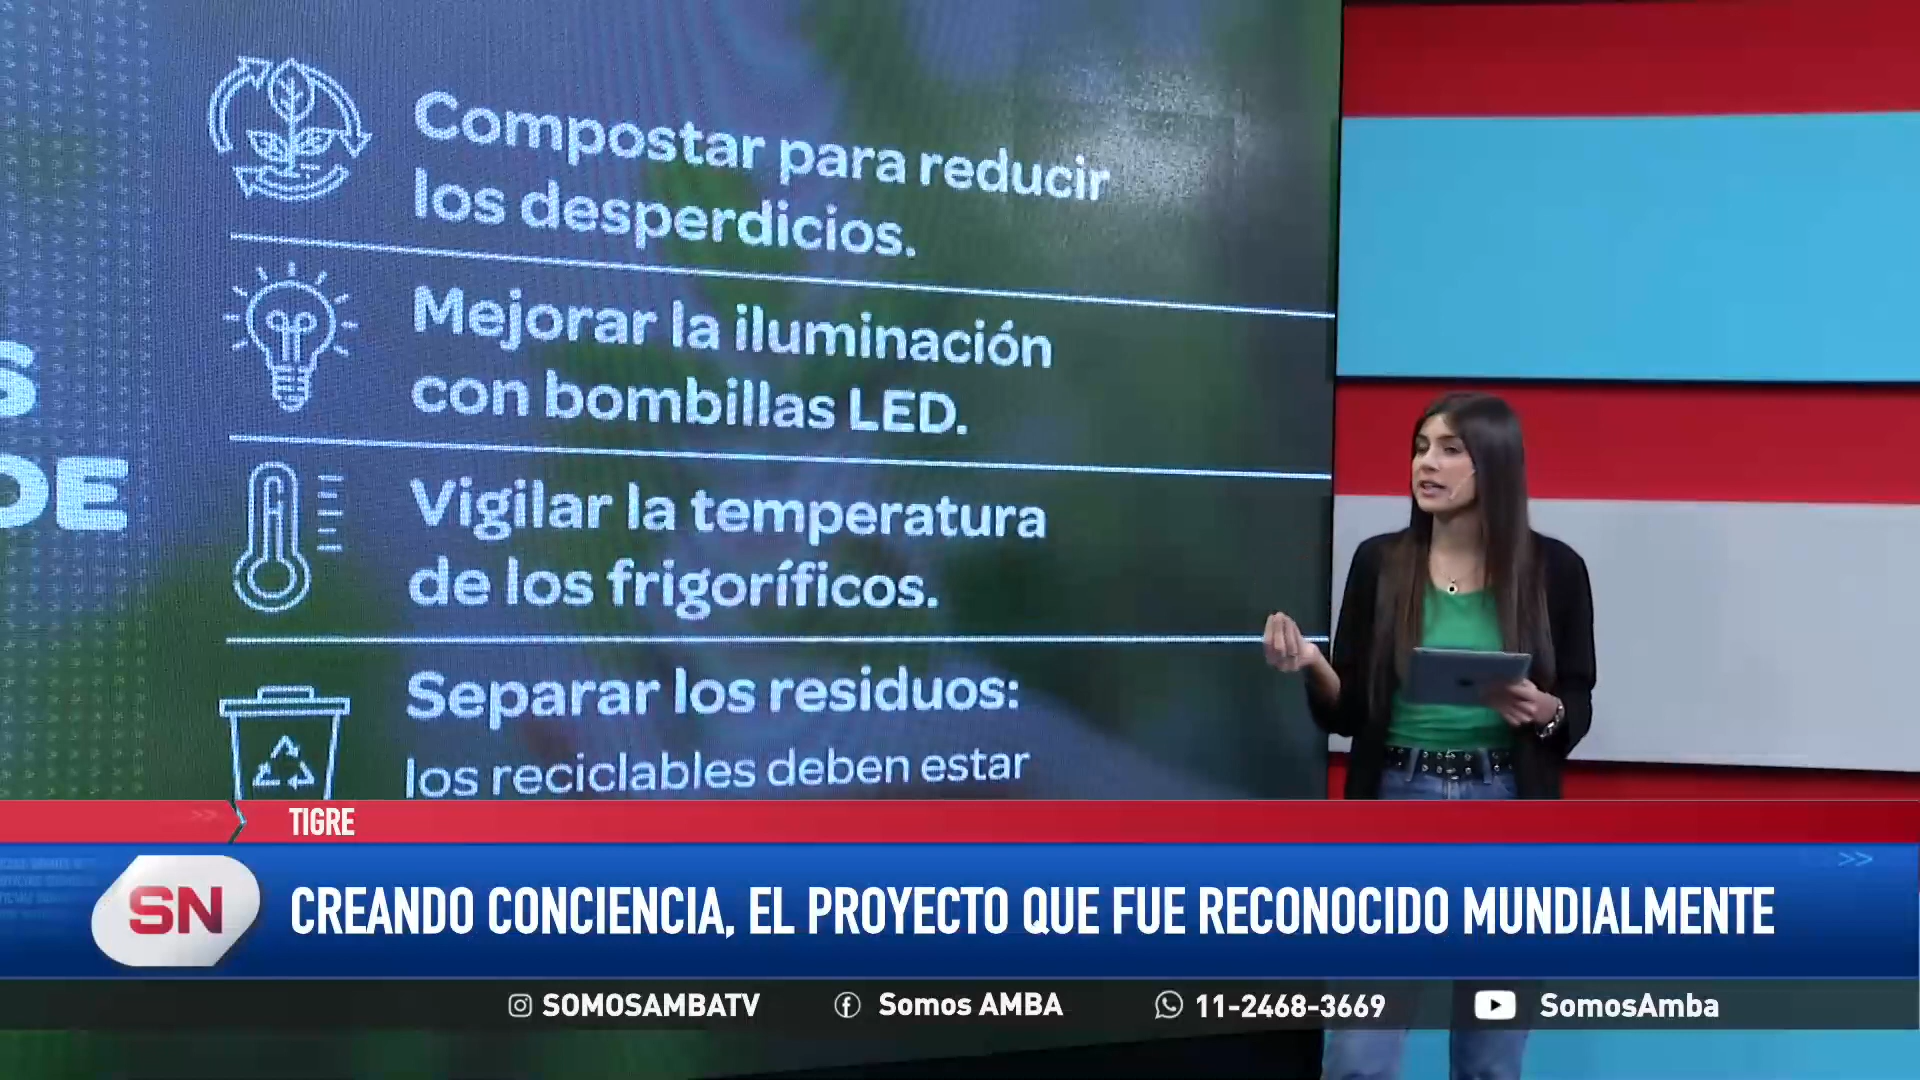 Compostar para reducir
los desperdicios.
Mejorar la iluminación
con bombillas LED.
S
DE
Vigilar la temperatura
de los frigoríficos.
Separar los residuos:
los reciclables deben estar
TIGRE
SN
CREANDO CONCIENCIA, EL PROYECTO QUE FUE RECONOCIDO MUNDIALMENTE
SOMOSAMBATV
Somos AMBA
11-2468-3669
SomosAmba